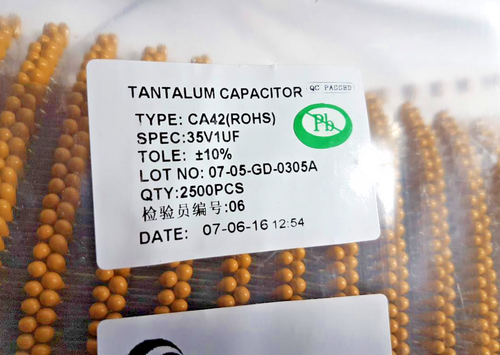 TANTALUM CAPACITOR QC PASSED
TYPE: CA42(ROHS)
SPEC:35V1UF
TOLE: ±10%
LOT NO: 07-05-GD-0305A
QTY:2500PCS
检验员编号:06
DATE: 07-06-16 12:54
Pb